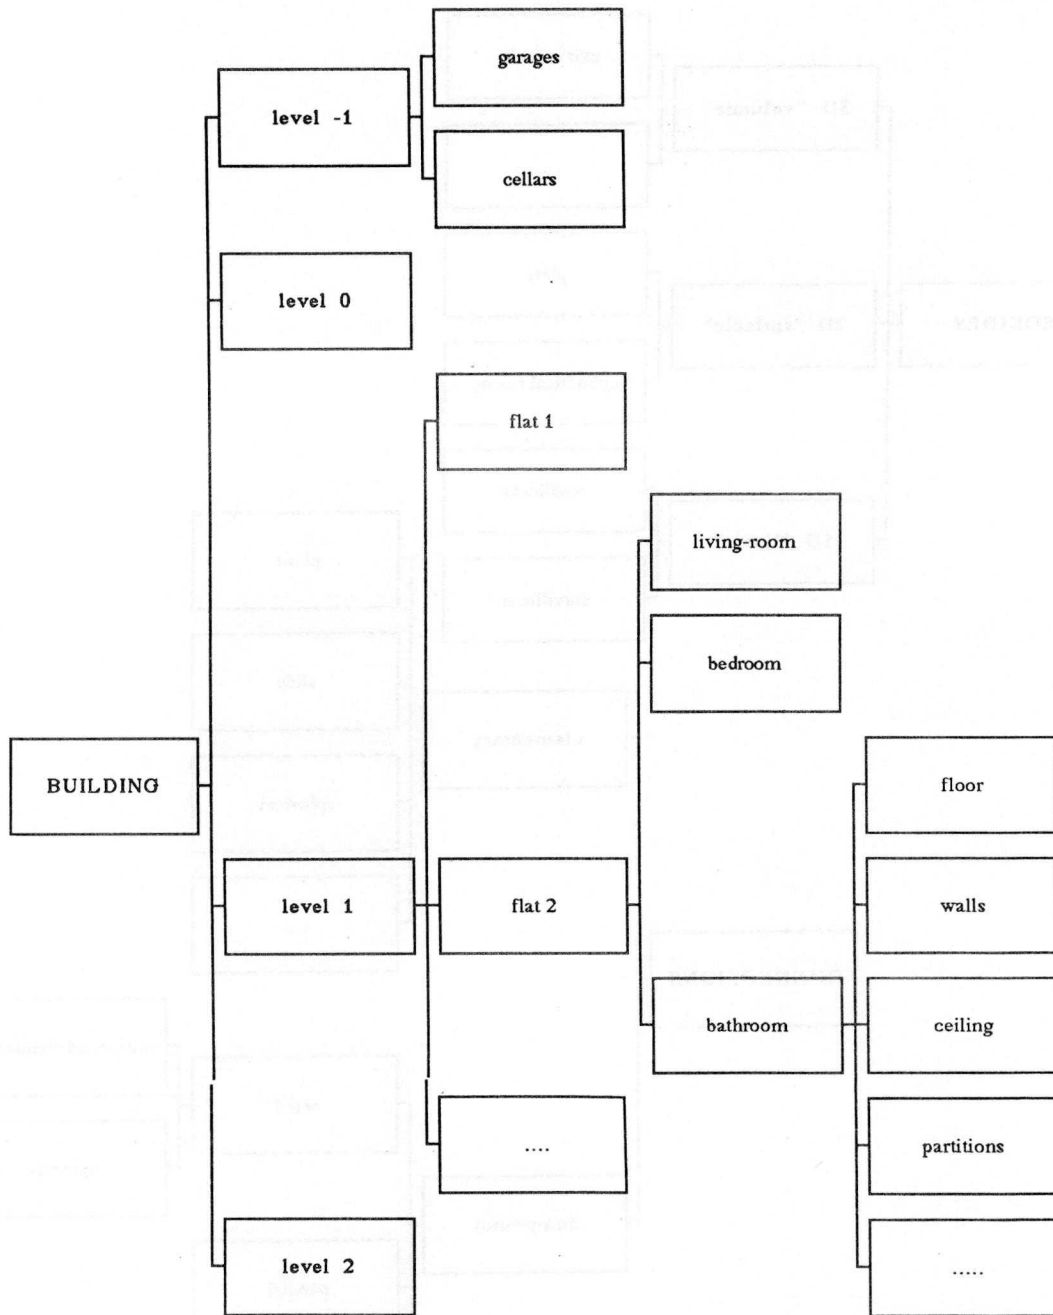 garages
level -1
cellars
level 0
flat 1
living-room
bedroom
BUILDING
floor
level 1
flat 2
walls
bathroom
ceiling
....
partitions
level 2
.....